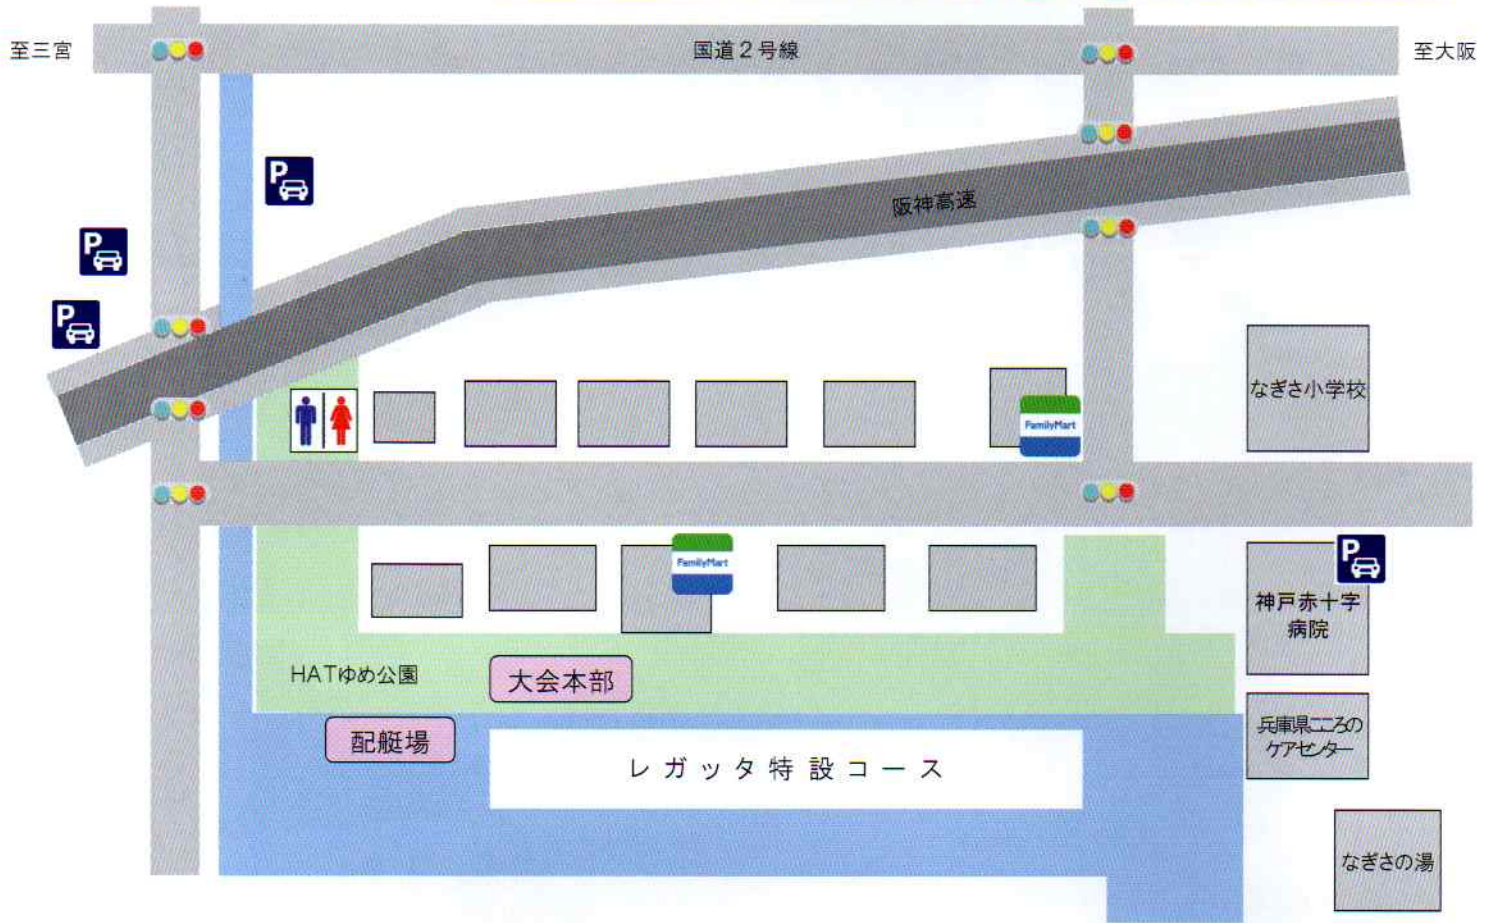 至三宮
国道２号線
至大阪
P
阪神高速
P
P
なぎさ小学校
FamilyMart
FamilyMart
P
神戸赤十字
病院
HATゆめ公園
大会本部
配艇場
兵庫県こころの
ケアセンター
レガッタ特設コース
なぎさの湯